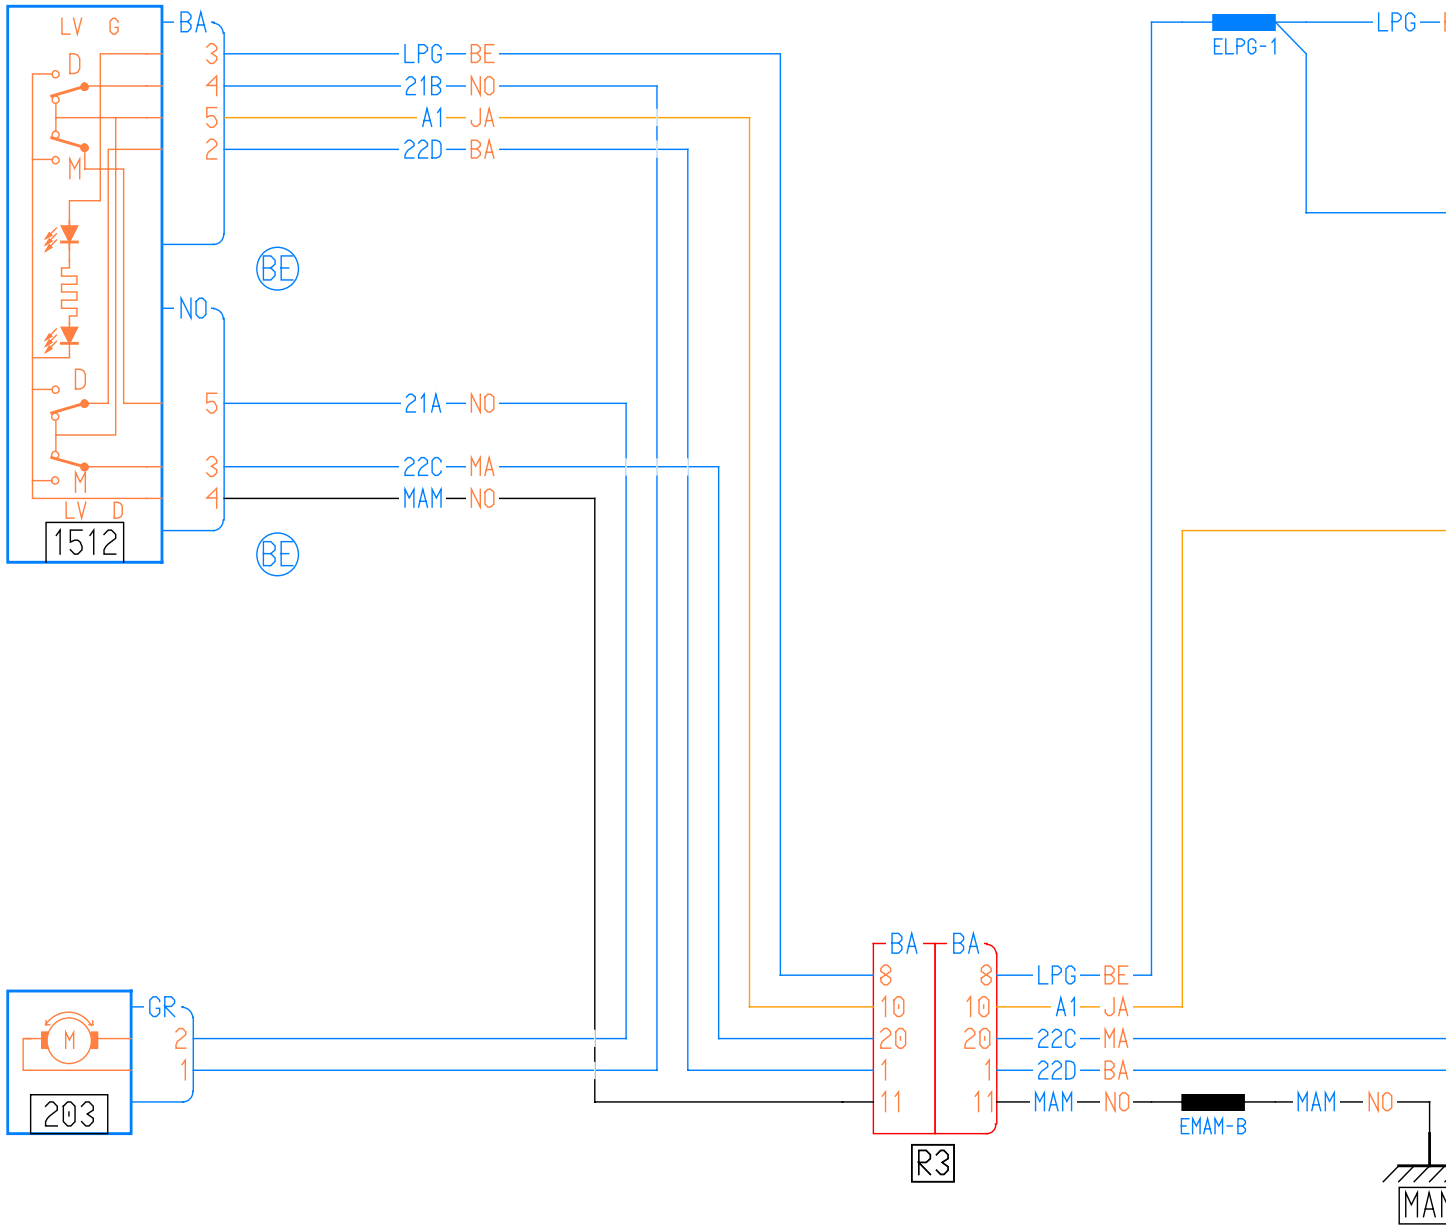 LV G BA
3 LPG BE
D
4 21B NO
5 A1 JA
2 22D BA
M
BE
NO
D
5 21A NO
3 22C MA
M
4 MAM NO
LV D
1512
BE
ELPG-1 LPG
BA BA
8 8 LPG BE
GR 10 10 A1 JA
M 2 20 20 22C MA
1 1 1 22D BA
11 11 MAM NO MAM NO
203
EMAM-B
R3